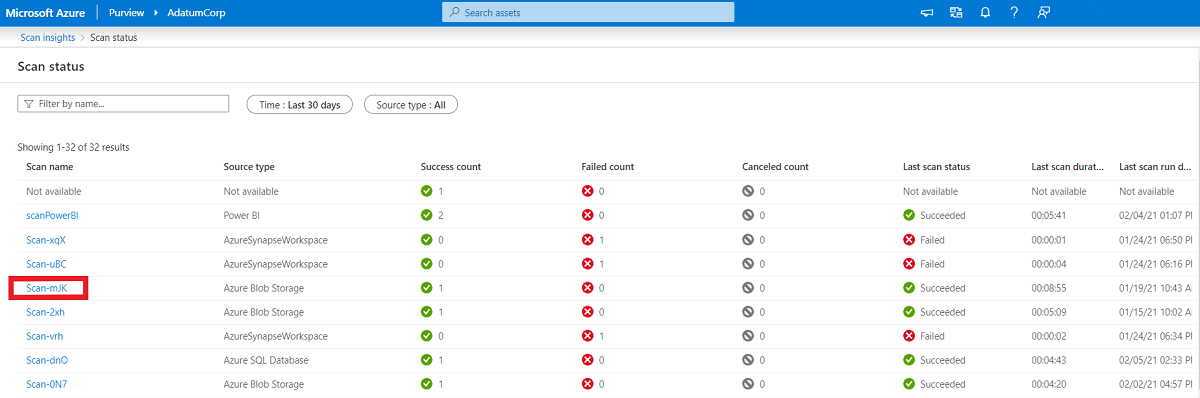 Microsoft Azure Purview AdatumCorp Search assets
Scan insights Scan status
Scan status
Filter by name... Time : Last 30 days Source type : All
Showing 1-32 of 32 results
Scan name Source type Success count Failed count Canceled count Last scan status Last scan durat... Last scan run d...
Not available Not available 1 0 0 Not available Not available Not available
scanPowerBI Power BI 2 0 0 Succeeded 00:05:41 02/04/21 01:07 PM
Scan-xqX AzureSynapseWorkspace 0 1 0 Failed 00:00:01 01/24/21 06:50 PM
Scan-uBC AzureSynapseWorkspace 0 1 0 Failed 00:00:04 01/24/21 06:16 PM
Scan-mJK Azure Blob Storage 1 0 0 Succeeded 00:08:55 01/19/21 10:43 A
Scan-2xh Azure Blob Storage 1 0 0 Succeeded 00:05:09 01/15/21 10:02 A
Scan-vrh AzureSynapseWorkspace 0 1 0 Failed 00:00:02 01/24/21 06:34 PM
Scan-dnO Azure SQL Database 1 0 0 Succeeded 00:04:43 02/05/21 02:33 PM
Scan-0N7 Azure Blob Storage 1 0 0 Succeeded 00:04:20 02/02/21 04:57 PM